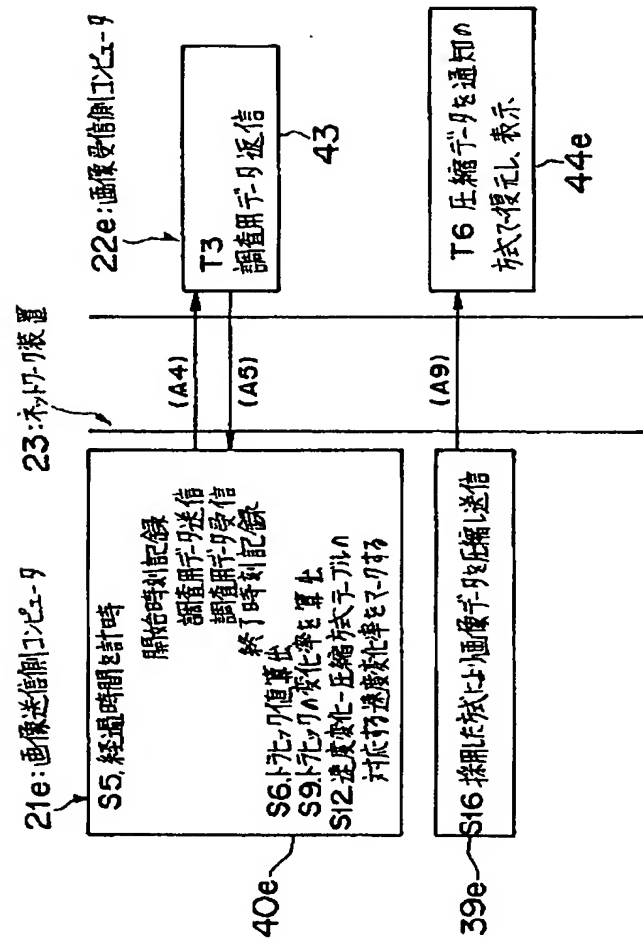 21e:画像送信側コンピュータ
23:ネットワーク装置
22e:画像受信側コンピュータ
S5.経過時間を計時
開始時刻記録
調査用データ送信
調査用データ受信
終了時刻記録
S6.トラヒック値算出
S9.トラヒックの変化率を算出
S12.速度変化-圧縮方式テーブルの
対応する速度変化率をマークする
40e
(A4)
(A5)
T3
調査用データ返信
43
S16 採用した方式により画像データを圧縮し送信
39e
(A9)
T6 圧縮データを通知の
方式で復元し、表示
44e